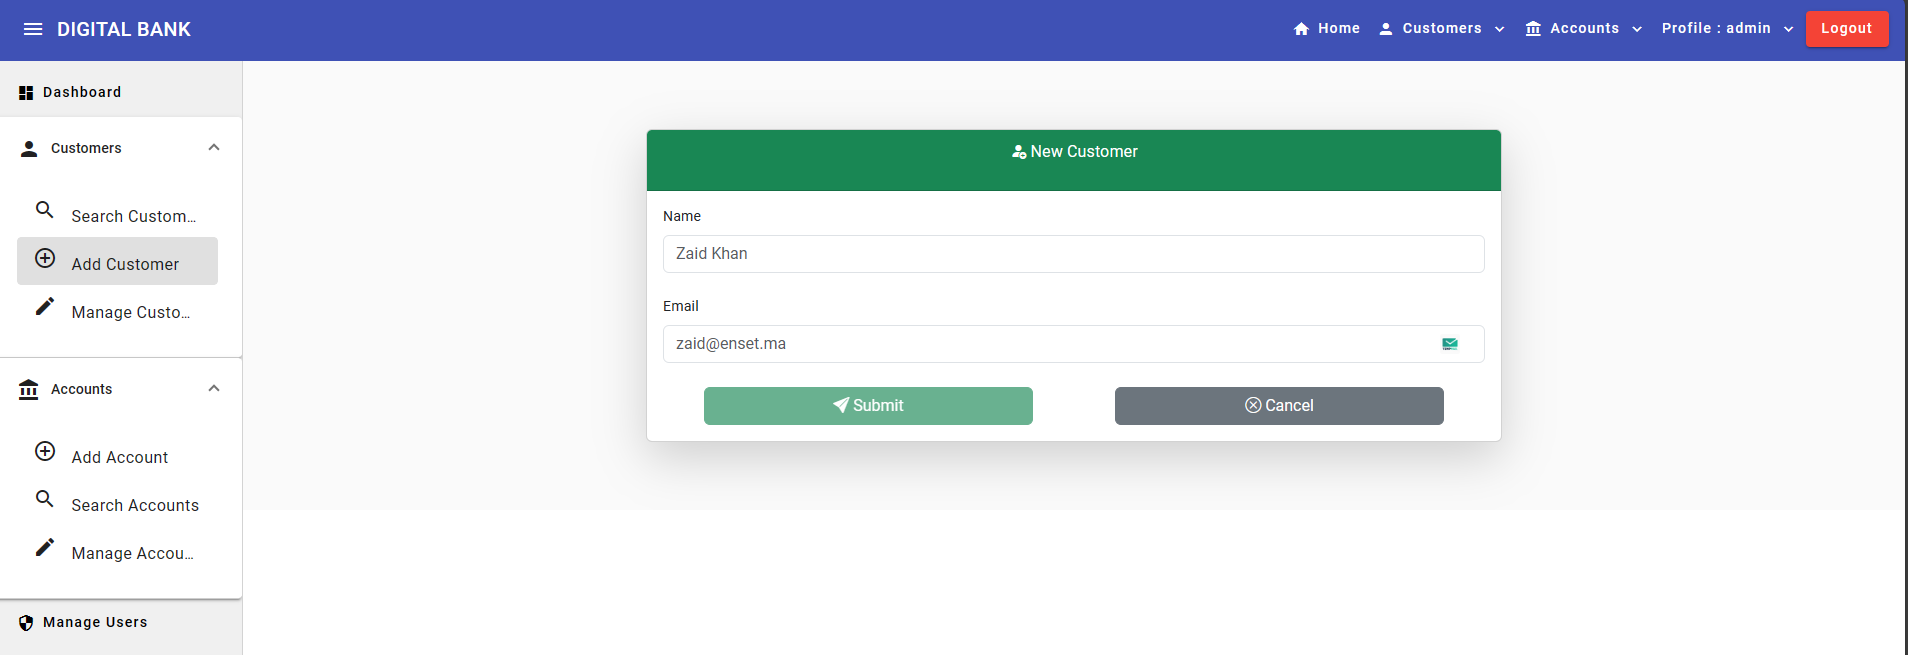 DIGITAL BANK
Home Customers Accounts Profile : admin Logout
Dashboard
Customers
Search Custom...
Add Customer
Manage Custo...
Accounts
Add Account
Search Accounts
Manage Accou...
Manage Users
New Customer
Name
Zaid Khan
Email
zaid@enset.ma
Submit Cancel